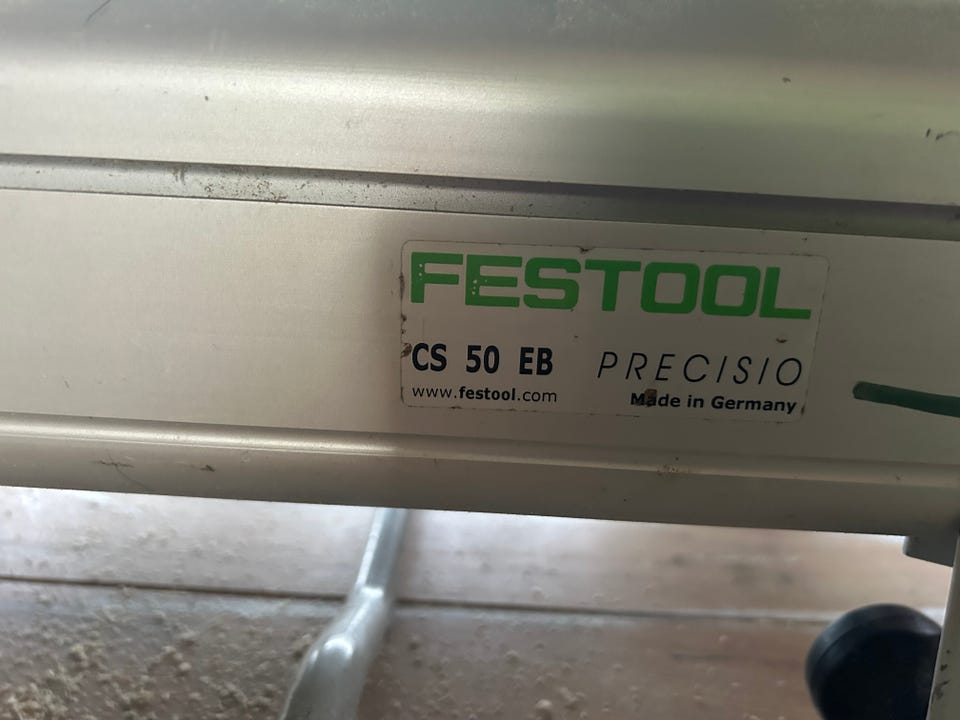 FESTOOL
CS 50 EB PRECISIO
www.festool.com Made in Germany